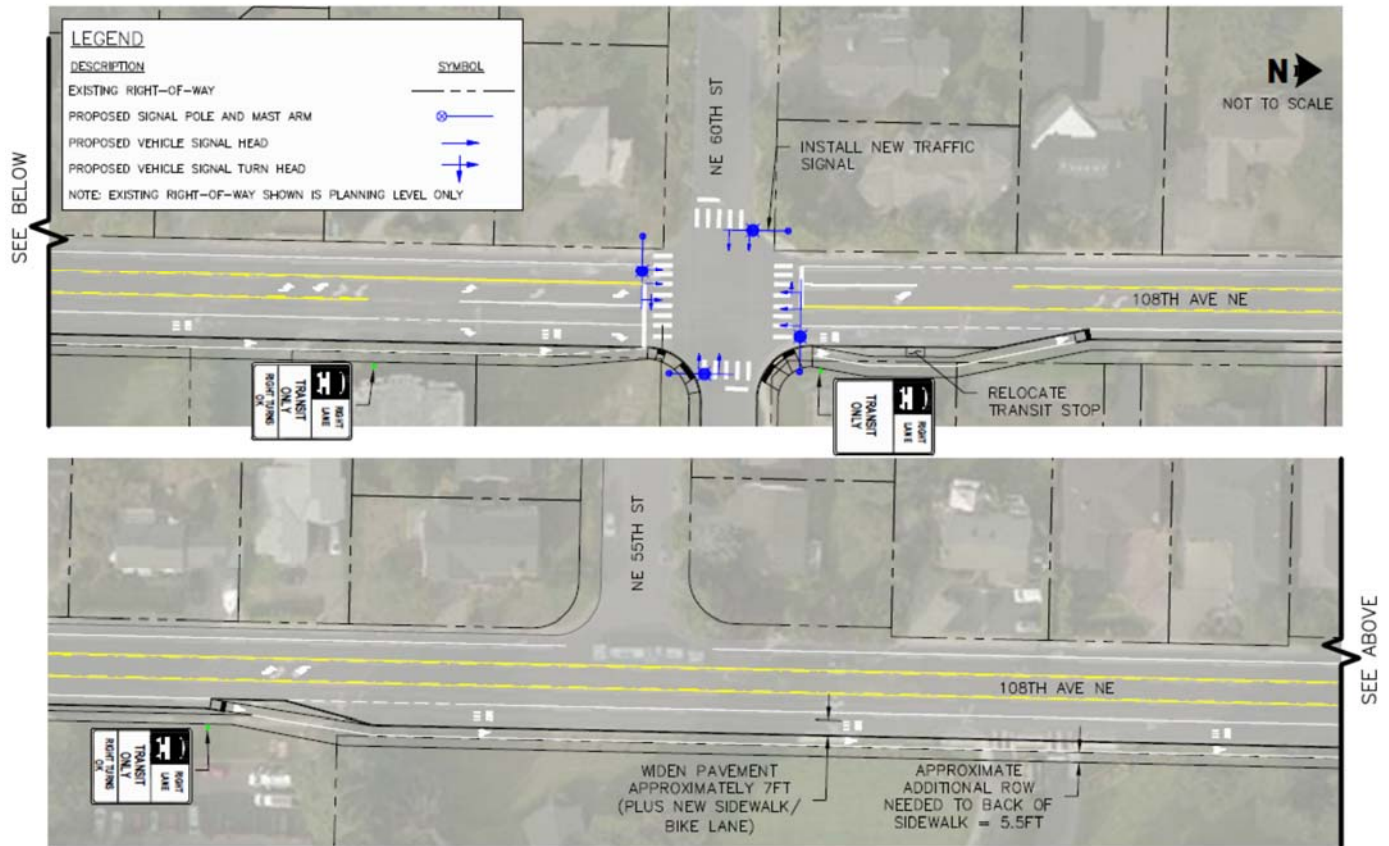 LEGEND
DESCRIPTION SYMBOL
EXISTING RIGHT-OF-WAY
PROPOSED SIGNAL POLE AND MAST ARM
PROPOSED VEHICLE SIGNAL HEAD
PROPOSED VEHICLE SIGNAL TURN HEAD
NOTE: EXISTING RIGHT-OF-WAY SHOWN IS PLANNING LEVEL ONLY
SEE BELOW
NE 60TH ST
INSTALL NEW TRAFFIC
SIGNAL
N
NOT TO SCALE
108TH AVE NE
RIGHT
LANE
TRANSIT
ONLY
RIGHT TURNS
OK
RIGHT
LANE
TRANSIT
ONLY
RELOCATE
TRANSIT STOP
NE 55TH ST
108TH AVE NE
SEE ABOVE
RIGHT
LANE
TRANSIT
ONLY
RIGHT TURNS
OK
WIDEN PAVEMENT
APPROXIMATELY 7FT
(PLUS NEW SIDEWALK/
BIKE LANE)
APPROXIMATE
ADDITIONAL ROW
NEEDED TO BACK OF
SIDEWALK = 5.5FT